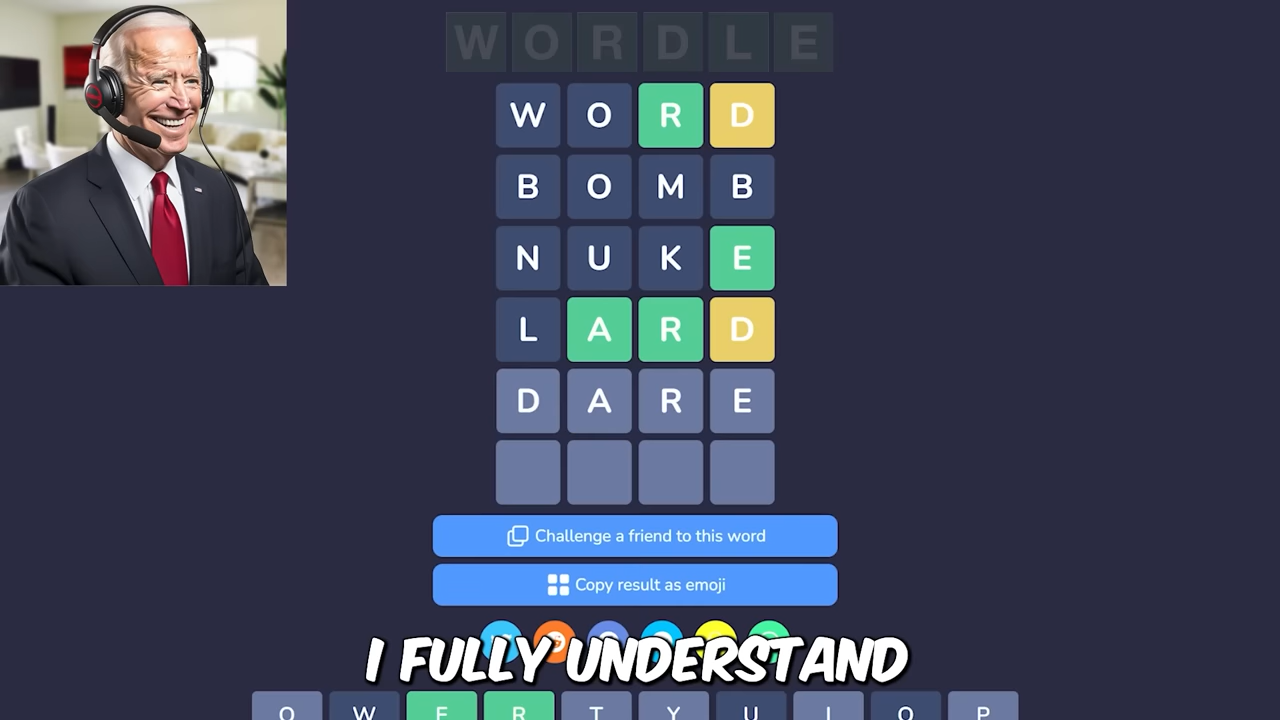 WORDLE
WORD
BOMB
NUKE
LARD
DARE
Challenge a friend to this word
Copy result as emoji
I FULLY UNDERSTAND
Q W E R T Y U I O P